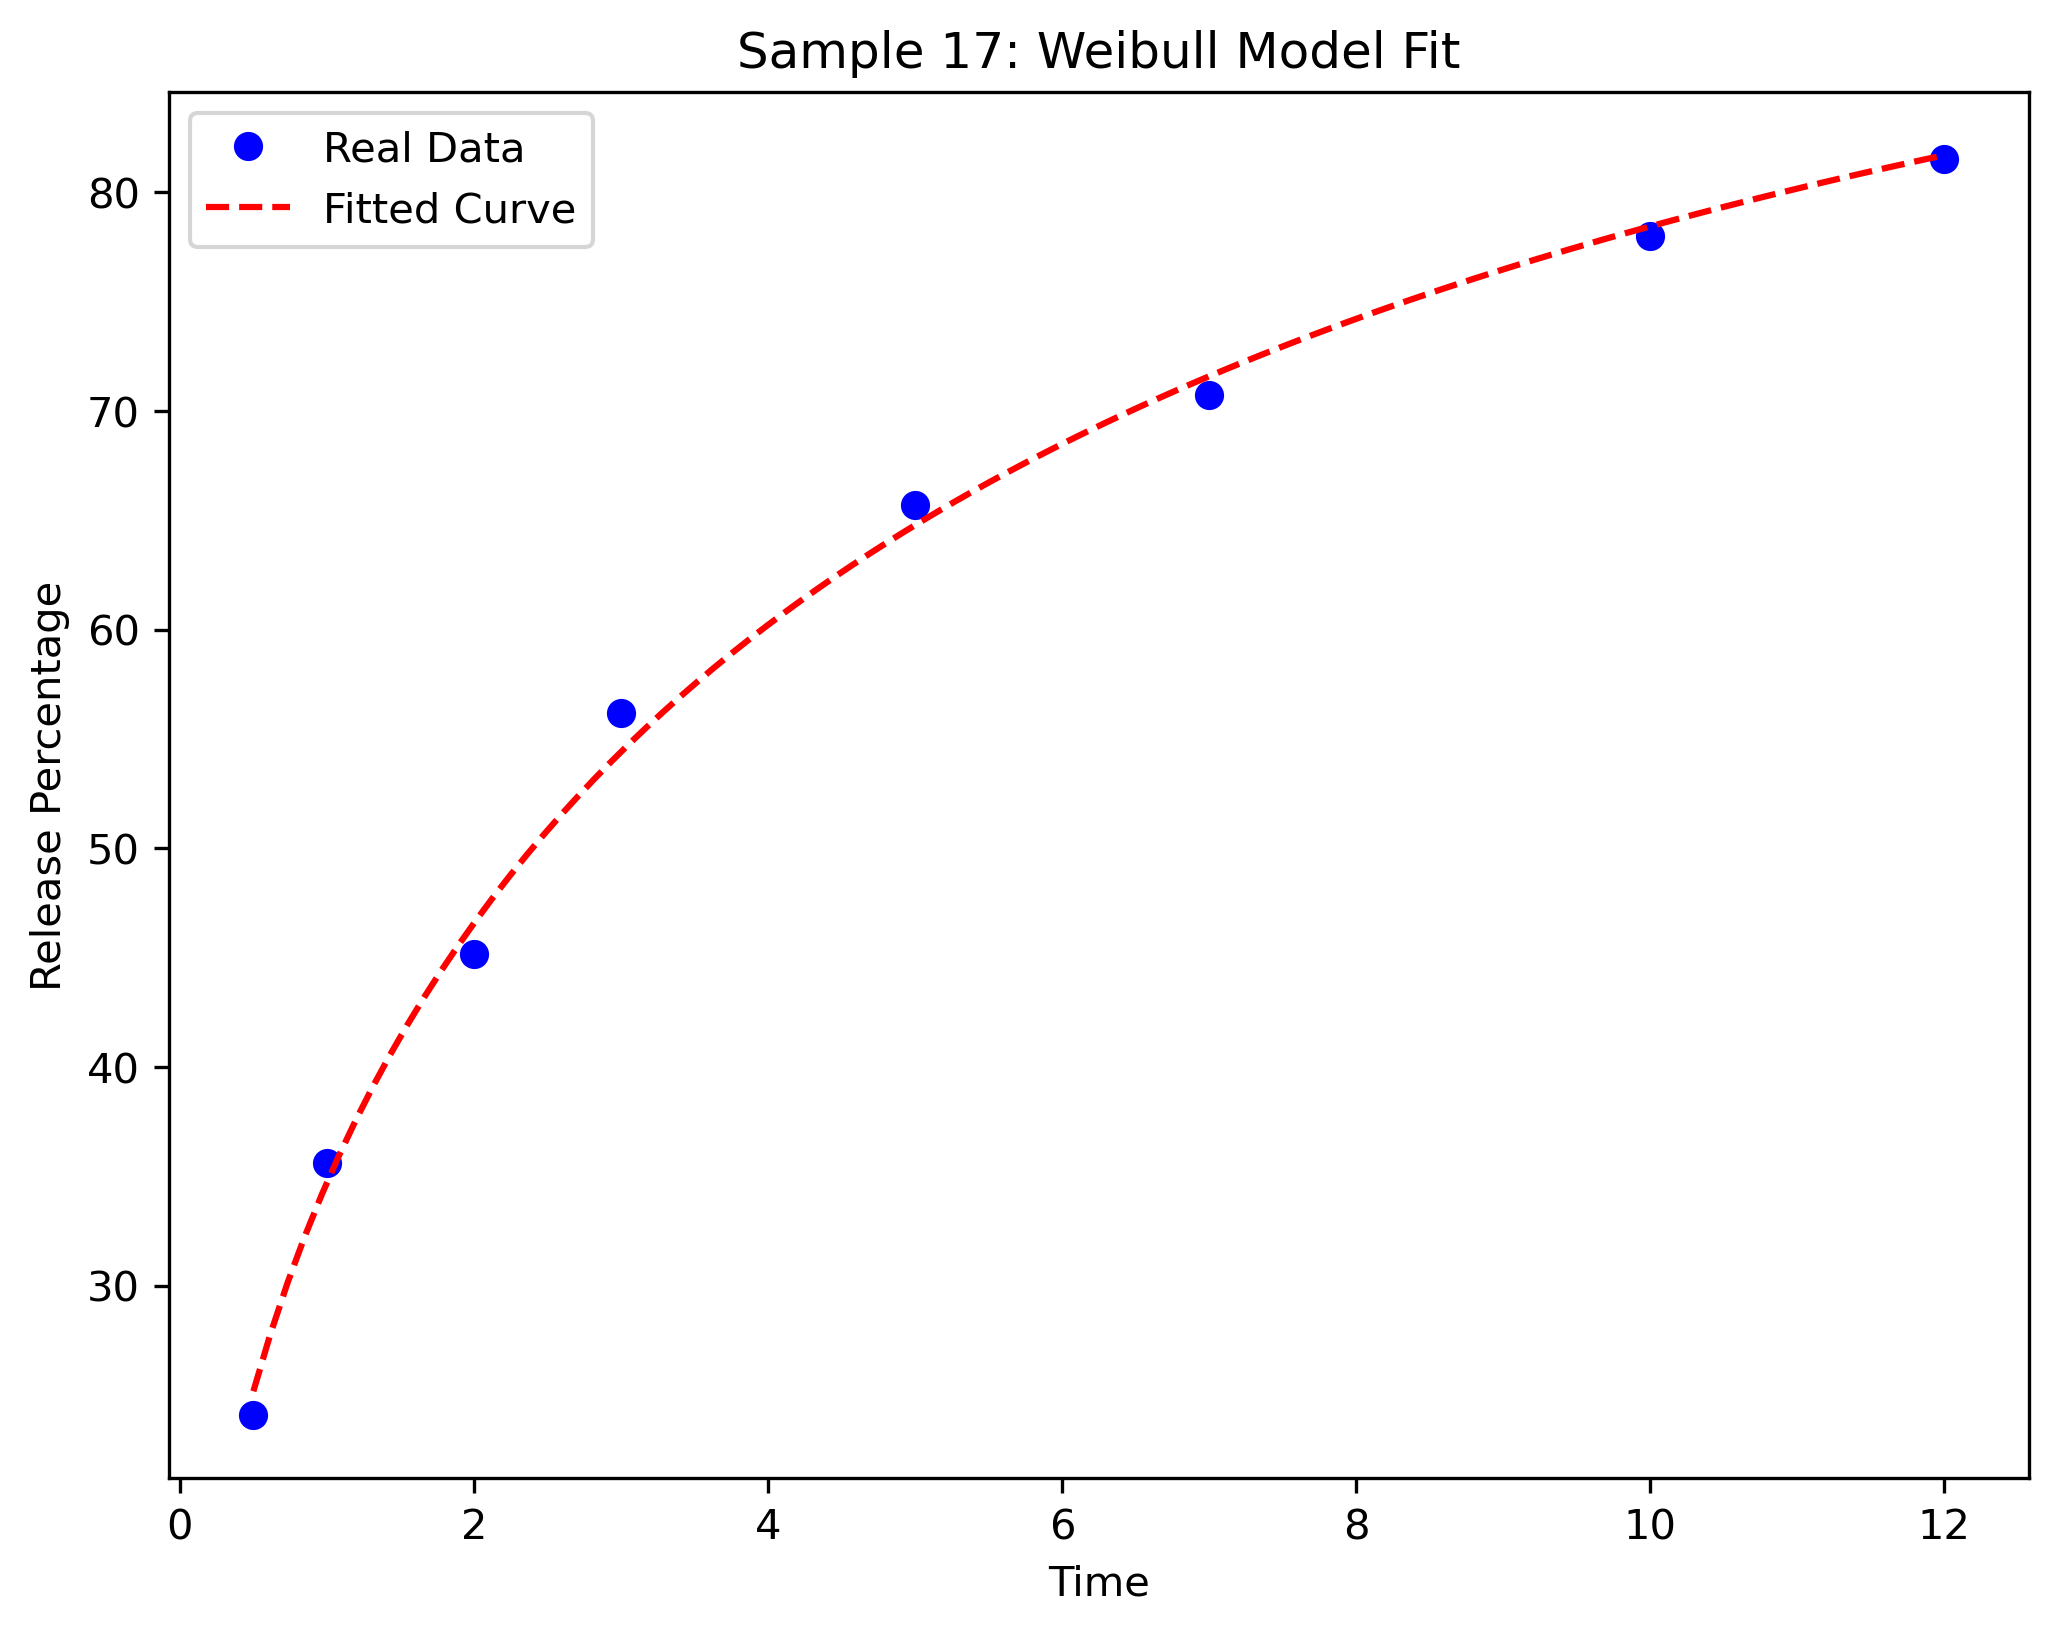 Sample 17: Weibull Model Fit
Real Data
Fitted Curve
80
70
60
50
40
30
Release Percentage
0 2 4 6 8 10 12
Time